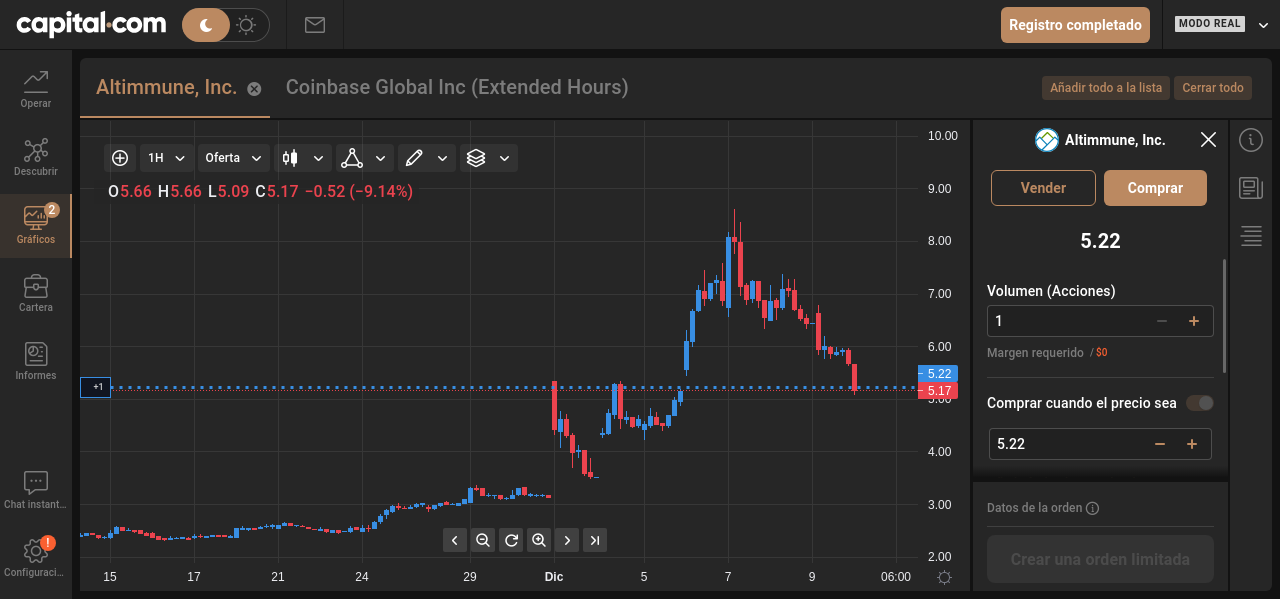 capital.com
Registro completado
MODO REAL
Operar
Descubrir
2
Gráficos
Cartera
Informes
Chat instant...
!
Configuraci...
Altimmune, Inc.
Coinbase Global Inc (Extended Hours)
Añadir todo a la lista
Cerrar todo
1H
Oferta
O5.66 H5.66 L5.09 C5.17 −0.52 (−9.14%)
+1
10.00
9.00
8.00
7.00
6.00
5.22
5.17
5.00
4.00
3.00
2.00
15
17
21
24
29
Dic
5
7
9
06:00
Altimmune, Inc.
Vender
Comprar
5.22
Volumen (Acciones)
1
Margen requerido / $0
Comprar cuando el precio sea
5.22
Datos de la orden
Crear una orden limitada